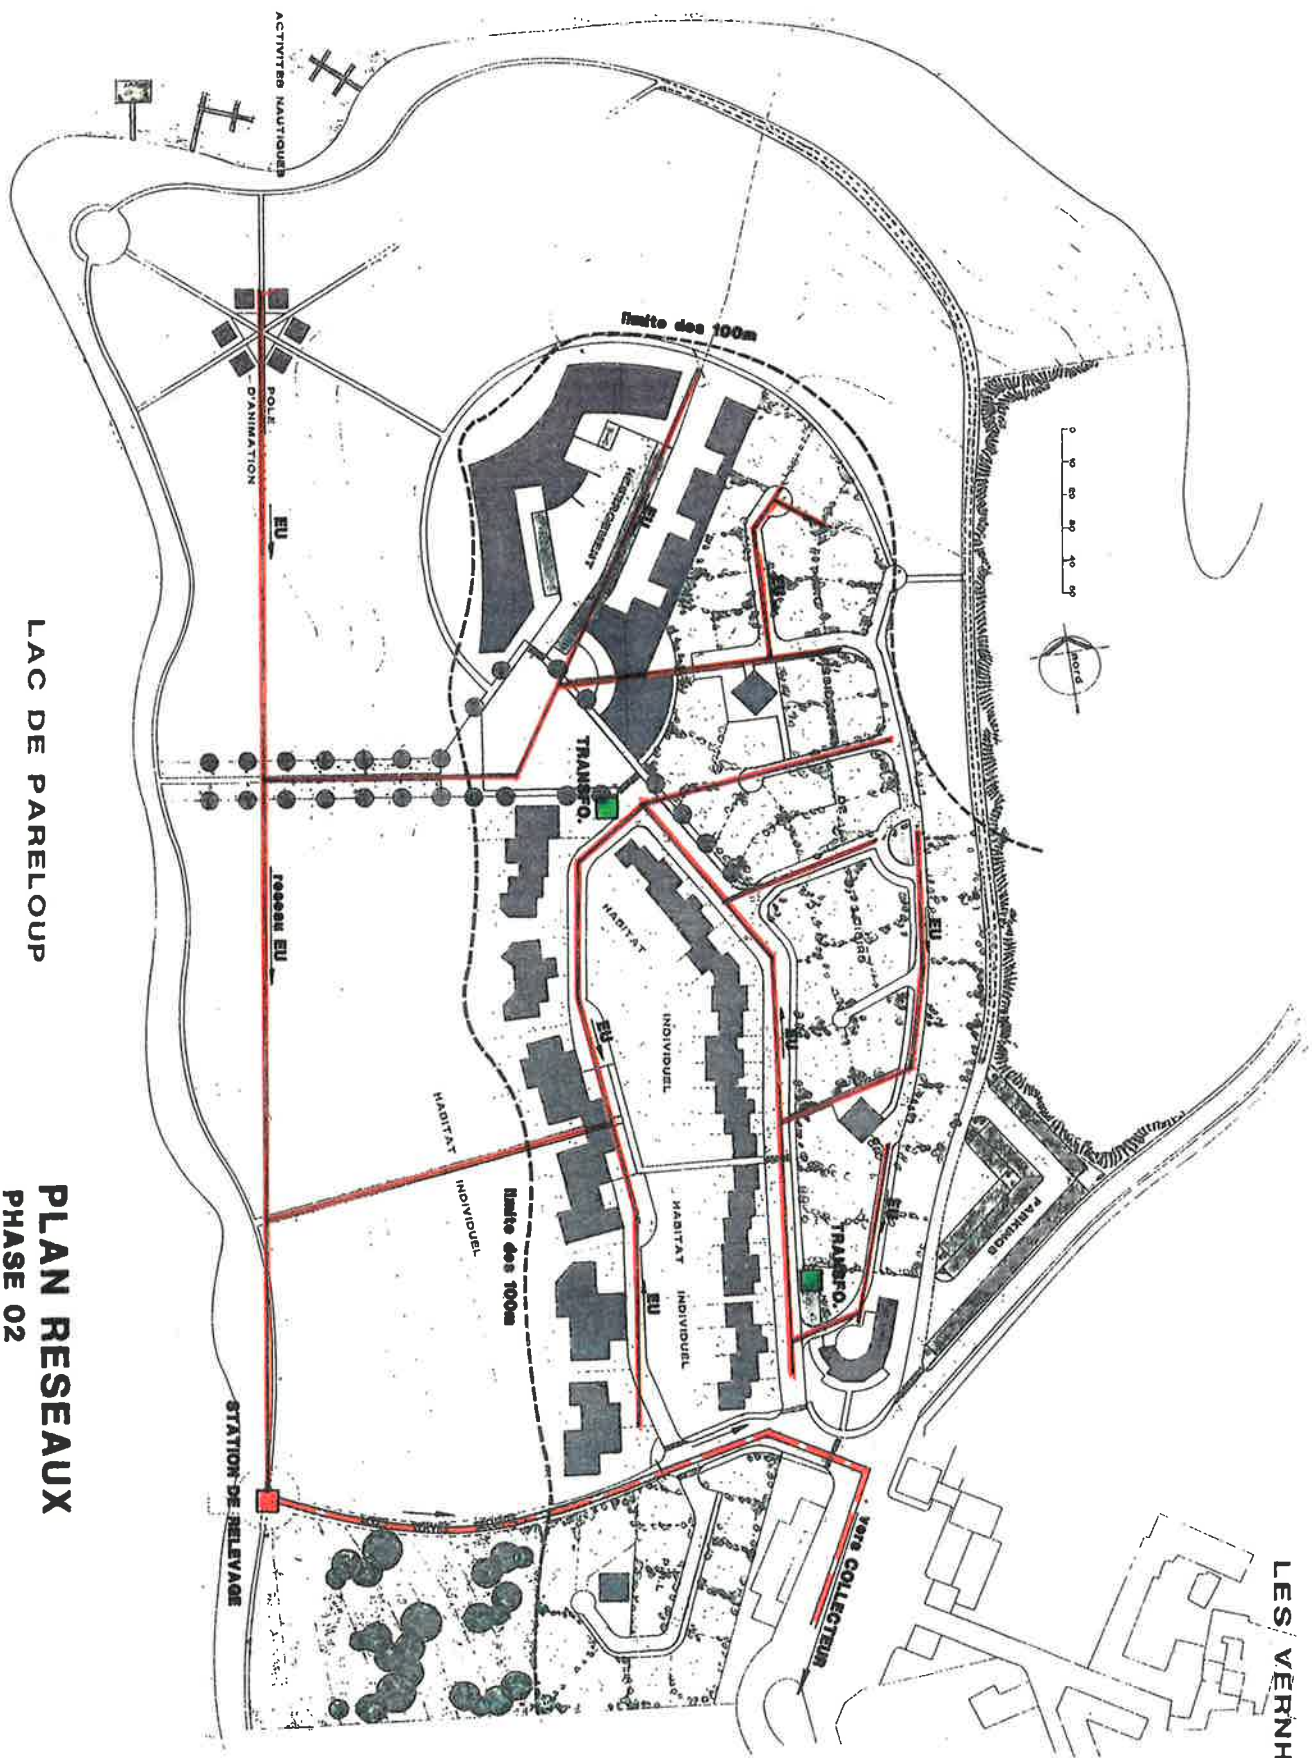 ACTIVITES NAUTIQUES
POLE
D'ANIMATION
EU
réseau EU
LAC DE PARELOUP
limite des 100m
HEBERGEMENT
EU
EU
TRANSFO.
nord
EU
EU
EU
EU
EU
HABITAT
INDIVIDUEL
HABITAT
INDIVIDUEL
HABITAT
INDIVIDUEL
limite des 100m
TRANSFO.
PARKINGS
STATION DE RELEVAGE
vers COLLECTEUR
LES VERNH
PLAN RESEAUX
PHASE 02